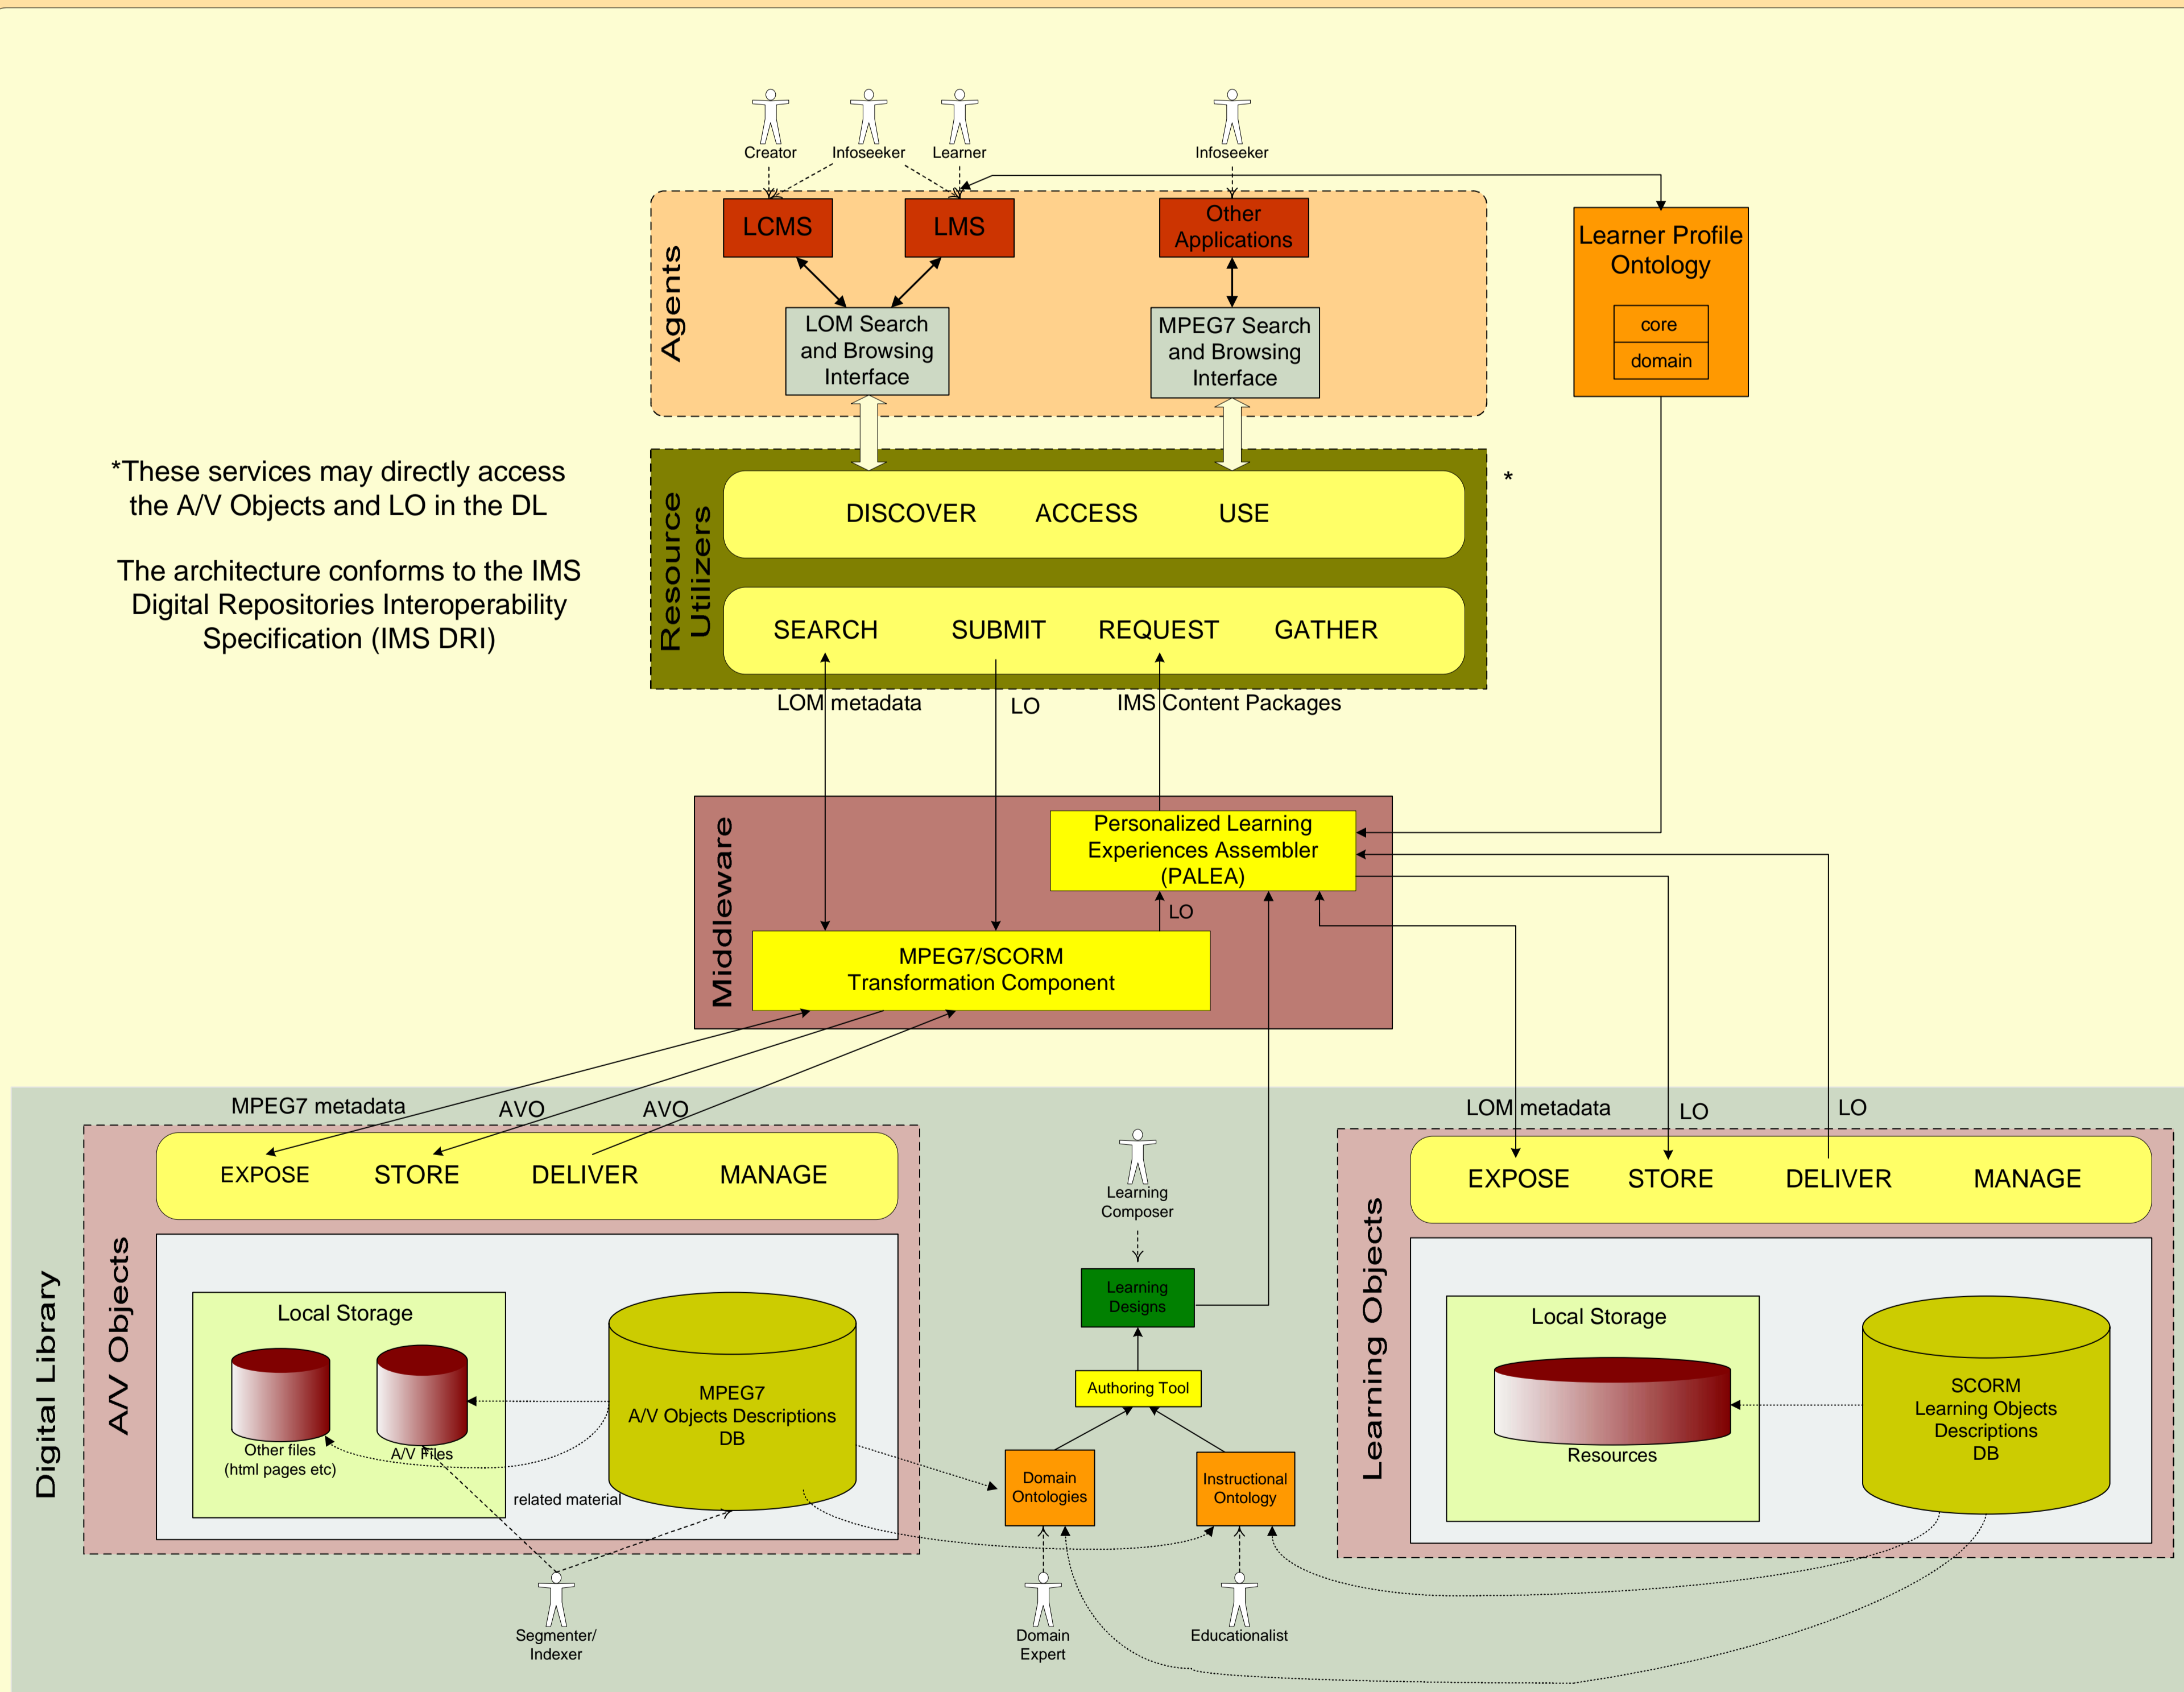 Creator
Infoseeker
Learner
Infoseeker
Agents
LCMS
LMS
Other
Applications
LOM Search
and Browsing
Interface
MPEG7 Search
and Browsing
Interface
Learner Profile
Ontology
core
domain
*These services may directly access
the A/V Objects and LO in the DL
The architecture conforms to the IMS
Digital Repositories Interoperability
Specification (IMS DRI)
*
Resource
Utilizers
DISCOVER
ACCESS
USE
SEARCH
SUBMIT
REQUEST
GATHER
LOM metadata
LO
IMS Content Packages
Middleware
Personalized Learning
Experiences Assembler
(PALEA)
LO
MPEG7/SCORM
Transformation Component
Digital Library
MPEG7 metadata
AVO
AVO
A/V Objects
EXPOSE
STORE
DELIVER
MANAGE
Local Storage
Other files
(html pages etc)
A/V Files
MPEG7
A/V Objects Descriptions
DB
related material
Segmenter/
Indexer
Learning
Composer
Learning
Designs
Authoring Tool
Domain
Ontologies
Instructional
Ontology
Domain
Expert
Educationalist
LOM metadata
LO
LO
Learning Objects
EXPOSE
STORE
DELIVER
MANAGE
Local Storage
Resources
SCORM
Learning Objects
Descriptions
DB